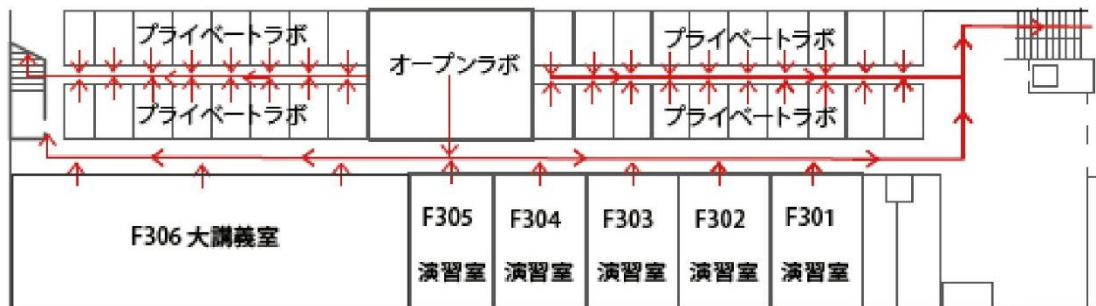 プライベートラボ
オープンラボ
プライベートラボ
プライベートラボ
プライベートラボ
F306 大講義室
F305
演習室
F304
演習室
F303
演習室
F302
演習室
F301
演習室